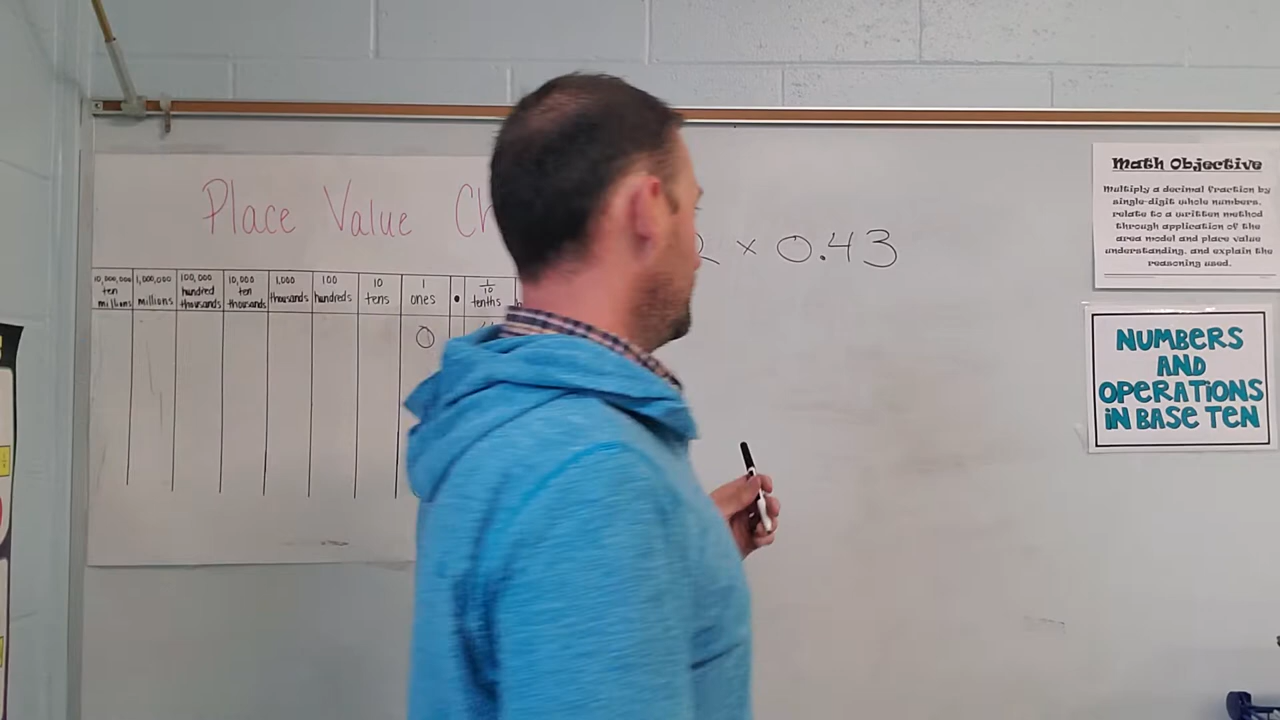 Place Value Ch
2 × 0.43
10,000,000 ten millions
1,000,000 millions
100,000 hundred thousands
10,000 ten thousands
1,000 thousands
100 hundreds
10 tens
1 ones
•
1/10 tenths
0
Math Objective
Multiply a decimal fraction by
single-digit whole numbers,
relate to a written method
through application of the
area model and place value
understanding, and explain the
reasoning used.
NUMBERS
AND
OPERATIONS
IN BASE TEN